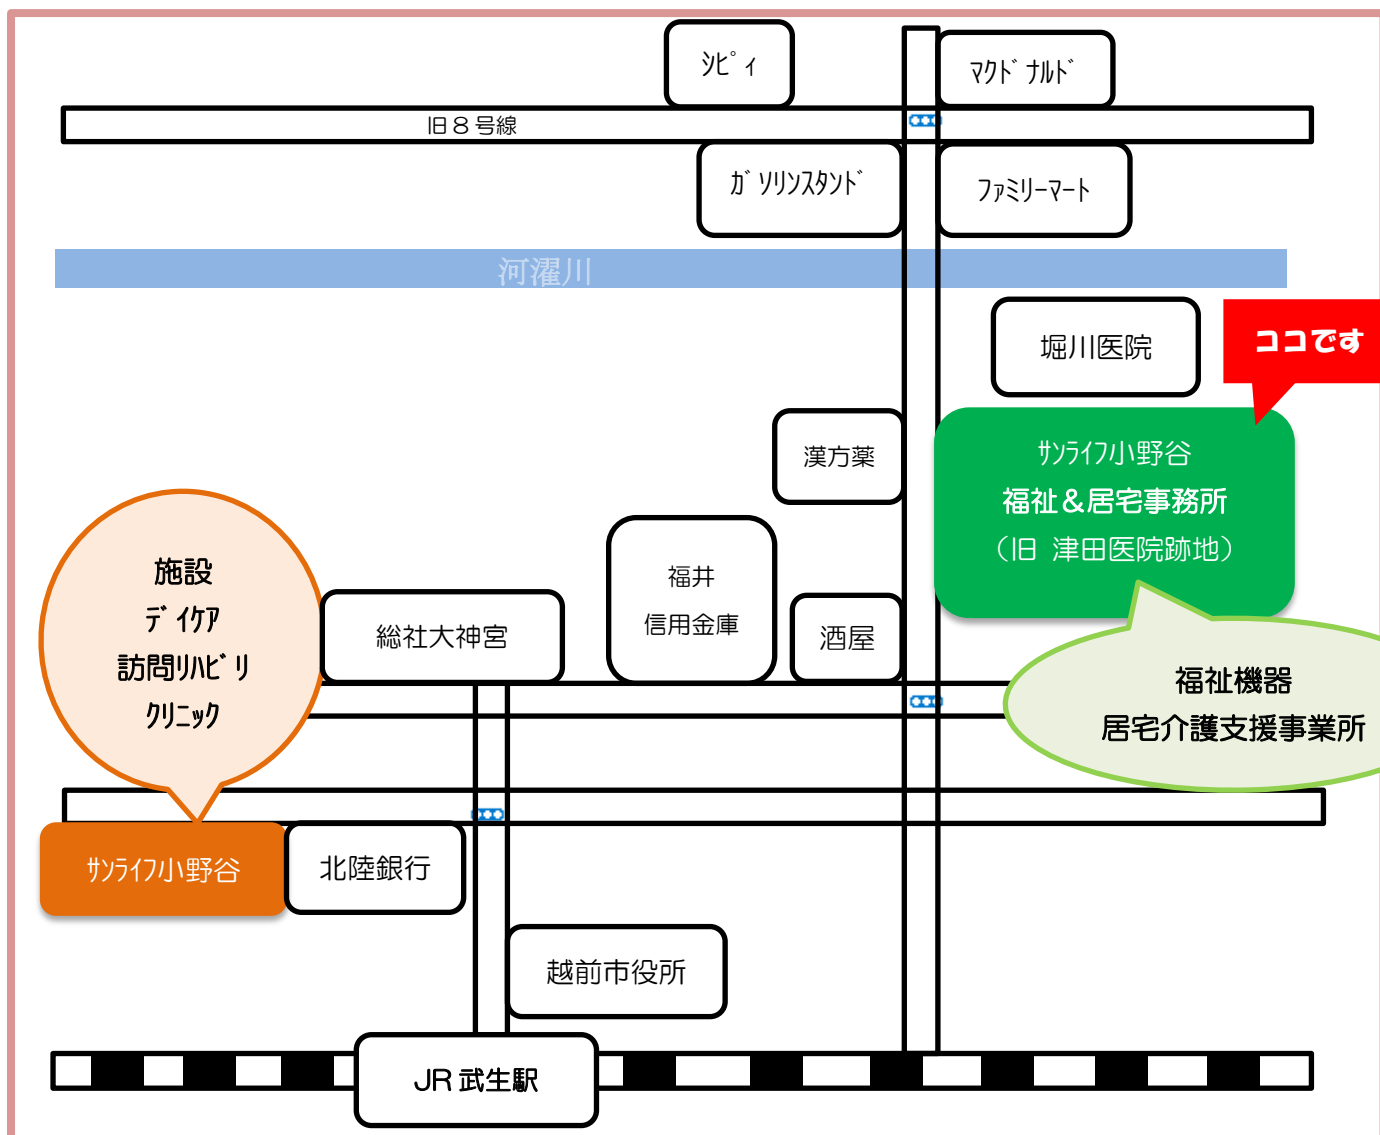 ｼﾋﾟｨ
ﾏｸﾄﾞﾅﾙﾄﾞ
旧８号線
ｶﾞｿﾘﾝｽﾀﾝﾄﾞ
ﾌｧﾐﾘｰﾏｰﾄ
河濯川
堀川医院
ココです
漢方薬
ｻﾝﾗｲﾌ小野谷
福祉＆居宅事務所
（旧 津田医院跡地）
施設
ﾃﾞｲｹｱ
訪問ﾘﾊﾋﾞﾘ
ｸﾘﾆｯｸ
総社大神宮
福井
信用金庫
酒屋
福祉機器
居宅介護支援事業所
ｻﾝﾗｲﾌ小野谷
北陸銀行
越前市役所
JR 武生駅